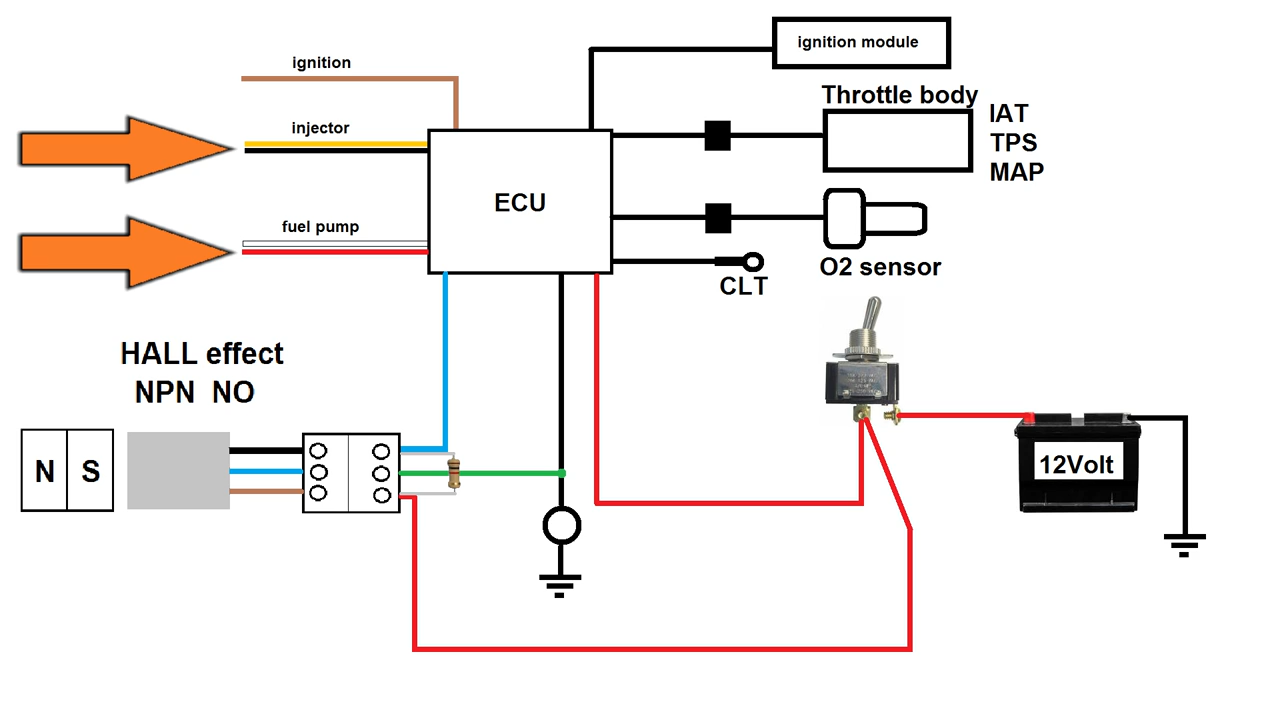 ignition module
ignition
Throttle body
IAT
TPS
MAP
injector
ECU
fuel pump
O2 sensor
CLT
HALL effect
NPN NO
N S
12Volt